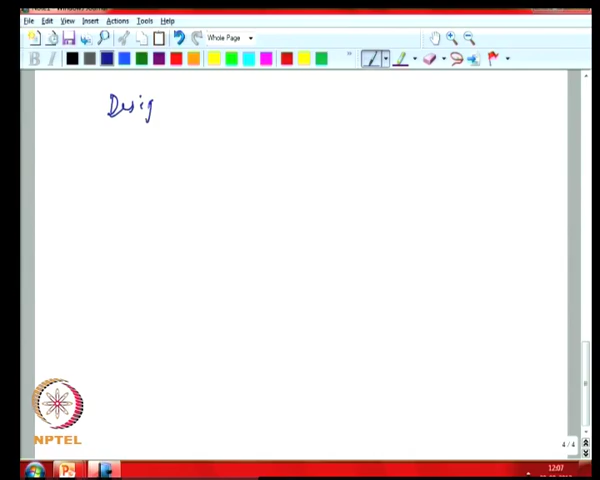 File Edit View Insert Actions Tools Help
Whole Page
B I
Desig
NPTEL
4 / 4
12:07